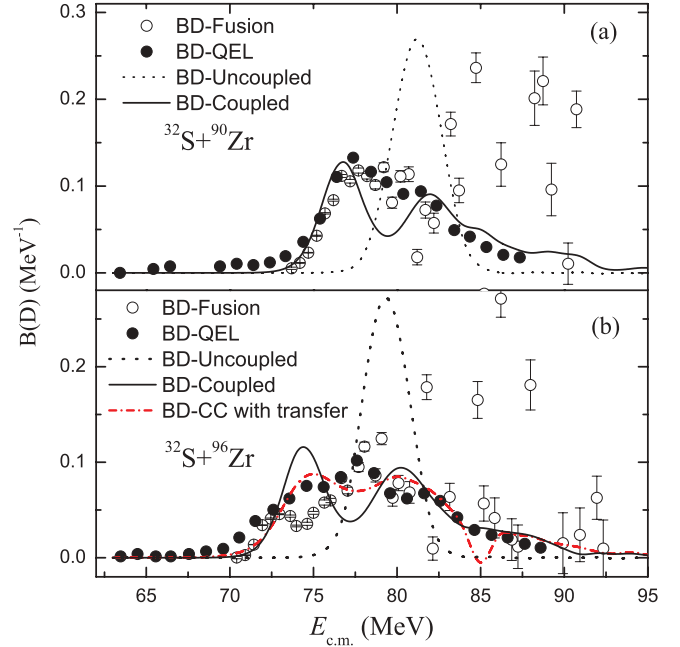 0.3
BD-Fusion
(a)
BD-QEL
BD-Uncoupled
0.2
BD-Coupled
³²S+⁹⁰Zr
0.1
0.0
B(D) (MeV⁻¹)
BD-Fusion
(b)
BD-QEL
BD-Uncoupled
0.2
BD-Coupled
BD-CC with transfer
³²S+⁹⁶Zr
0.1
0.0
65 70 75 80 85 90 95
E_c.m. (MeV)